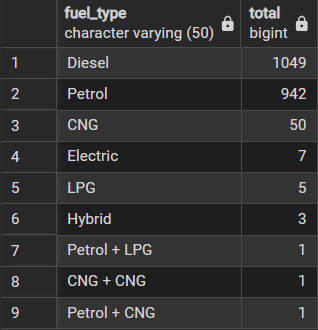 fuel_type total
character varying (50) bigint
1 Diesel 1049
2 Petrol 942
3 CNG 50
4 Electric 7
5 LPG 5
6 Hybrid 3
7 Petrol + LPG 1
8 CNG + CNG 1
9 Petrol + CNG 1